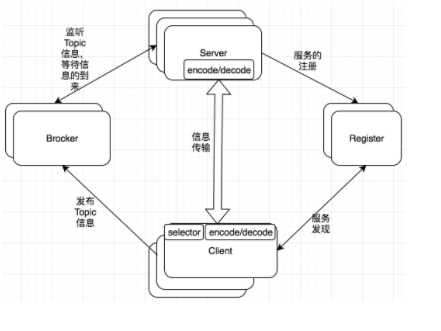 监听
Topic
信息，
等待信
息的到
来
Server
encode/decode
服务的
注册
Brocker
信息
传输
Register
发布
Topic
信息
服务
发现
selector
encode/decode
Client